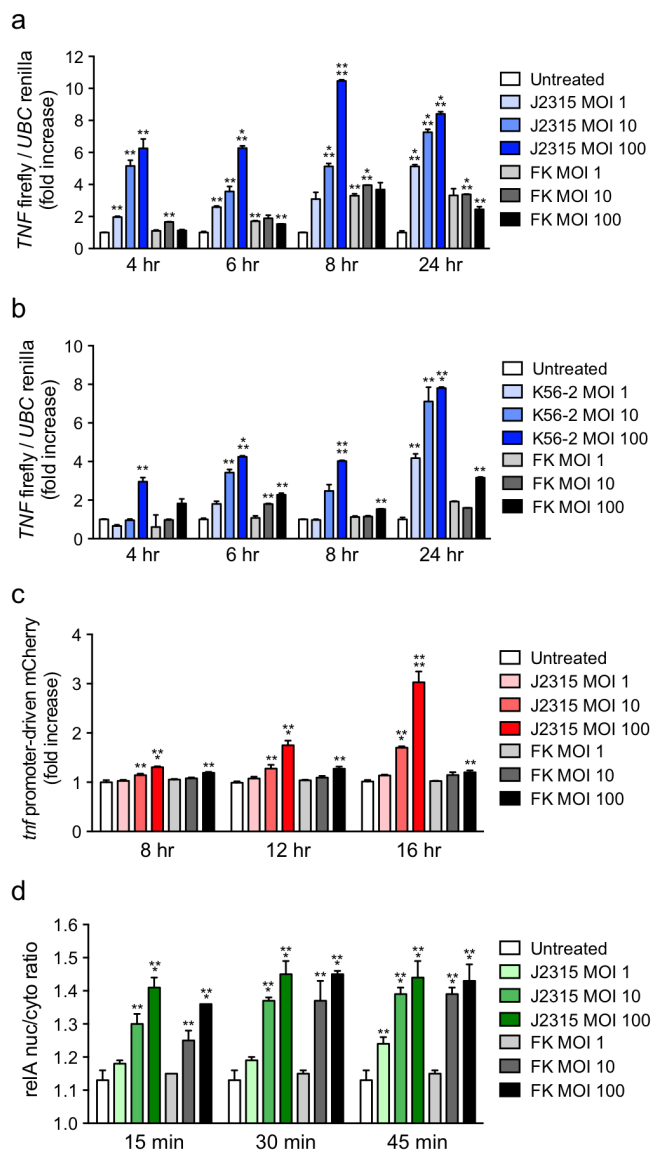 a
TNF firefly / UBC renilla
(fold increase)
12
10
8
6
4
2
0
4 hr
6 hr
8 hr
24 hr
Untreated
J2315 MOI 1
J2315 MOI 10
J2315 MOI 100
FK MOI 1
FK MOI 10
FK MOI 100
b
TNF firefly / UBC renilla
(fold increase)
10
8
6
4
2
0
4 hr
6 hr
8 hr
24 hr
Untreated
K56-2 MOI 1
K56-2 MOI 10
K56-2 MOI 100
FK MOI 1
FK MOI 10
FK MOI 100
c
tnf promoter-driven mCherry
(fold increase)
4
3
2
1
0
8 hr
12 hr
16 hr
Untreated
J2315 MOI 1
J2315 MOI 10
J2315 MOI 100
FK MOI 1
FK MOI 10
FK MOI 100
d
relA nuc/cyto ratio
1.6
1.5
1.4
1.3
1.2
1.1
1.0
15 min
30 min
45 min
Untreated
J2315 MOI 1
J2315 MOI 10
J2315 MOI 100
FK MOI 1
FK MOI 10
FK MOI 100